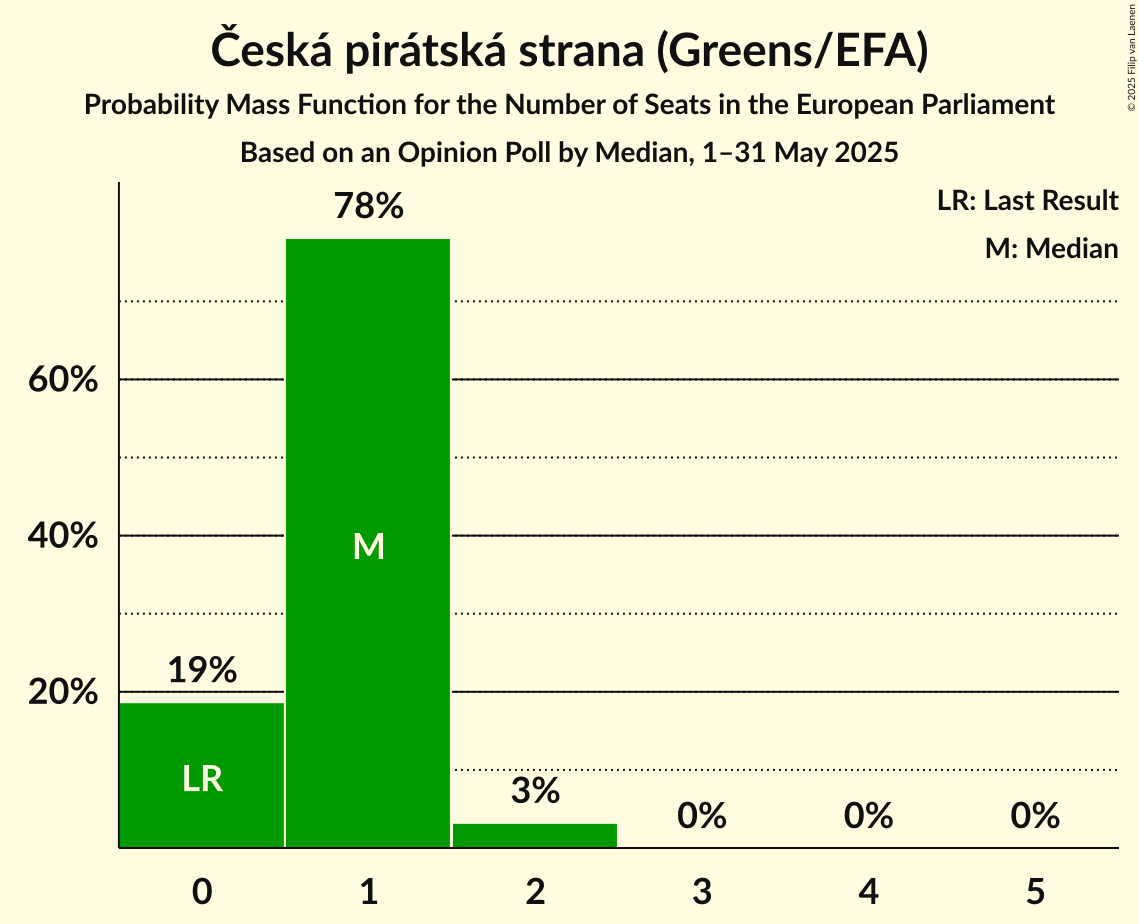 Česká pirátská strana (Greens/EFA)
Probability Mass Function for the Number of Seats in the European Parliament
Based on an Opinion Poll by Median, 1–31 May 2025
© 2025 Filip van Laenen
LR: Last Result
M: Median
78%
60%
40%
M
19%
20%
LR
3%
0%
0%
0%
0
1
2
3
4
5